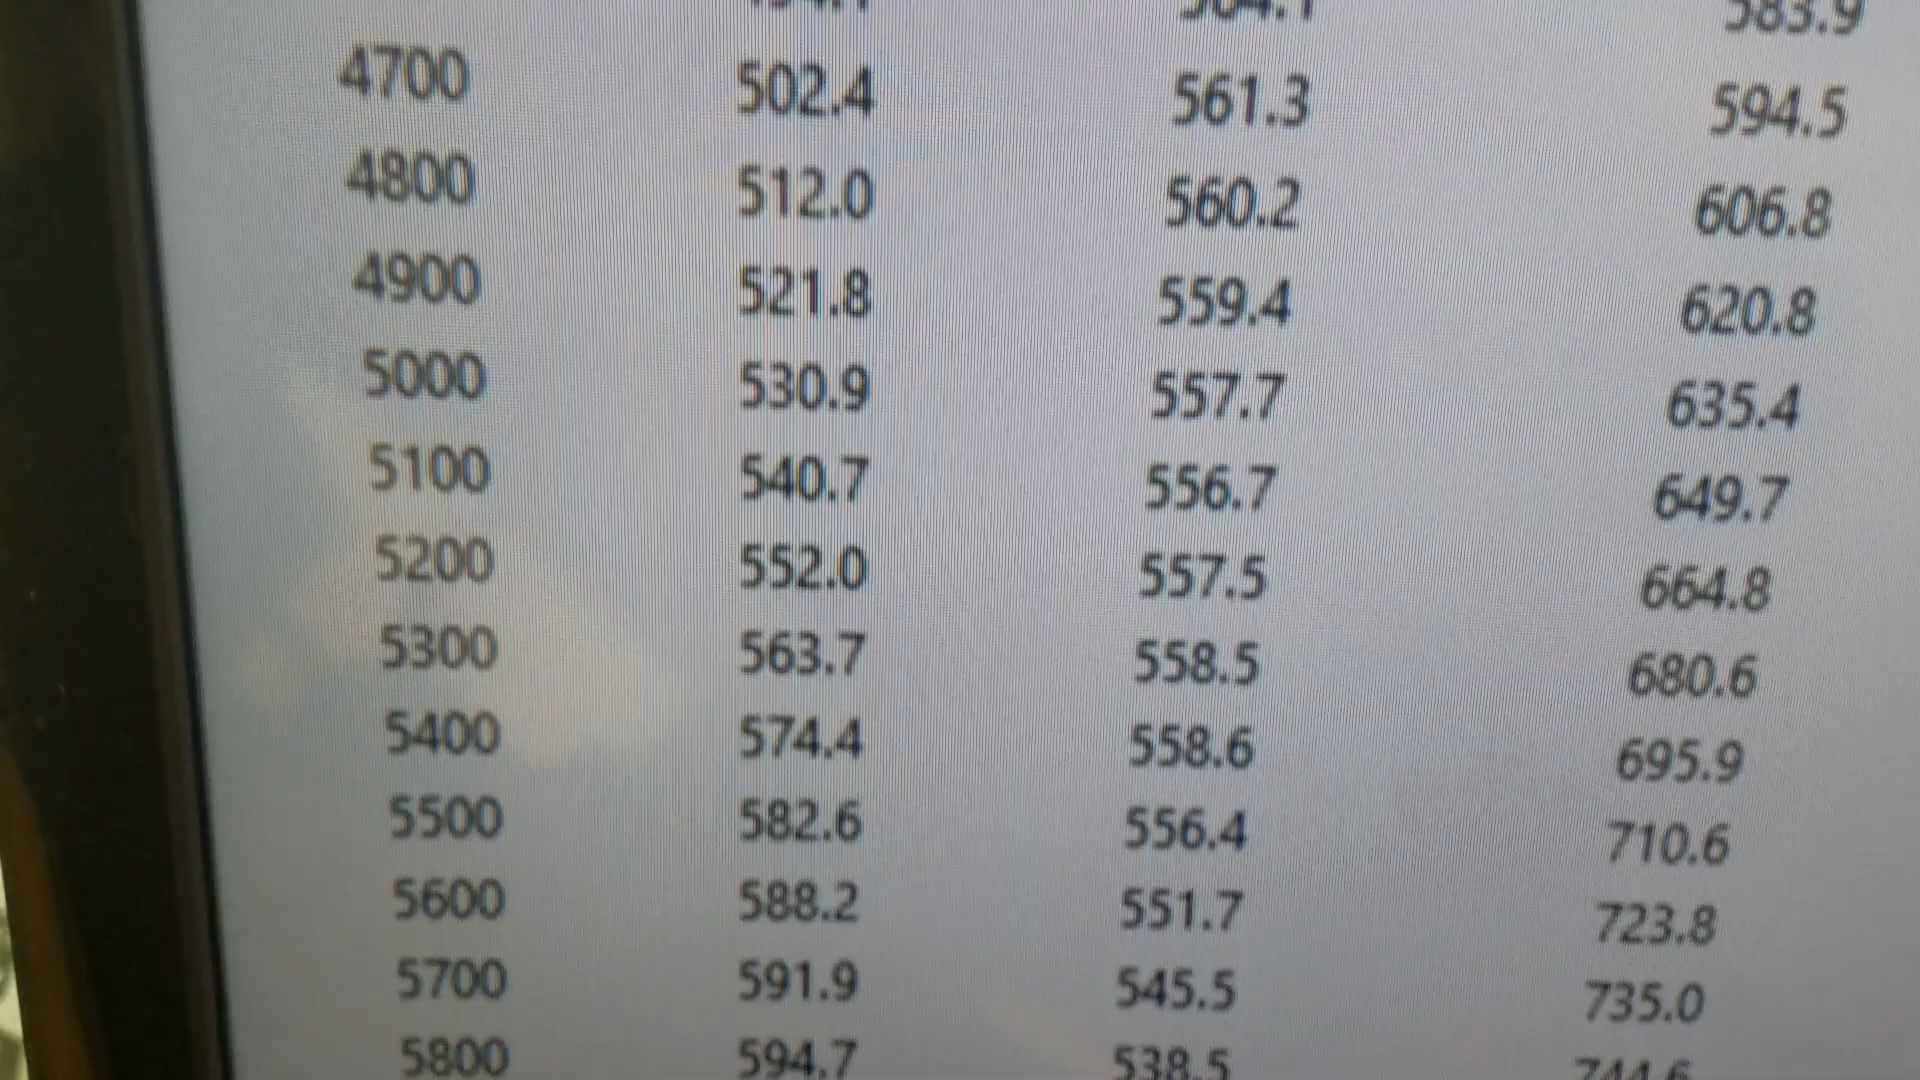 583.9
4700 502.4 561.3 594.5
4800 512.0 560.2 606.8
4900 521.8 559.4 620.8
5000 530.9 557.7 635.4
5100 540.7 556.7 649.7
5200 552.0 557.5 664.8
5300 563.7 558.5 680.6
5400 574.4 558.6 695.9
5500 582.6 556.4 710.6
5600 588.2 551.7 723.8
5700 591.9 545.5 735.0
5800 594.7 538.5 744.6